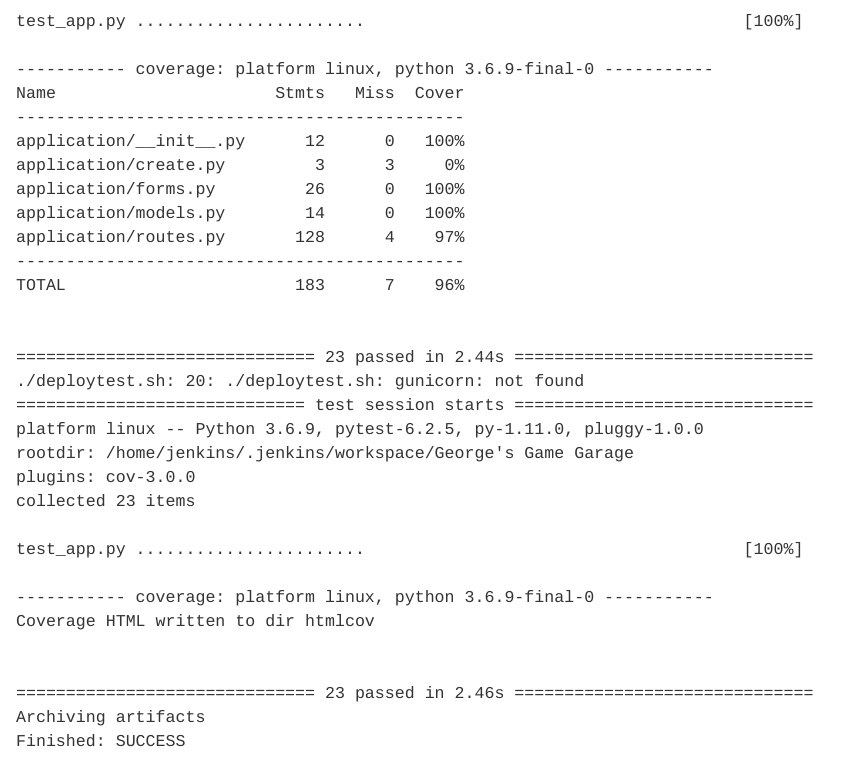 test_app.py .......................                                      [100%]
----------- coverage: platform linux, python 3.6.9-final-0 -----------
Name                      Stmts   Miss  Cover
---------------------------------------------
application/__init__.py      12      0   100%
application/create.py         3      3     0%
application/forms.py         26      0   100%
application/models.py        14      0   100%
application/routes.py       128      4    97%
---------------------------------------------
TOTAL                       183      7    96%
============================== 23 passed in 2.44s ==============================
./deploytest.sh: 20: ./deploytest.sh: gunicorn: not found
============================= test session starts ==============================
platform linux -- Python 3.6.9, pytest-6.2.5, py-1.11.0, pluggy-1.0.0
rootdir: /home/jenkins/.jenkins/workspace/George's Game Garage
plugins: cov-3.0.0
collected 23 items
test_app.py .......................                                      [100%]
----------- coverage: platform linux, python 3.6.9-final-0 -----------
Coverage HTML written to dir htmlcov
============================== 23 passed in 2.46s ==============================
Archiving artifacts
Finished: SUCCESS